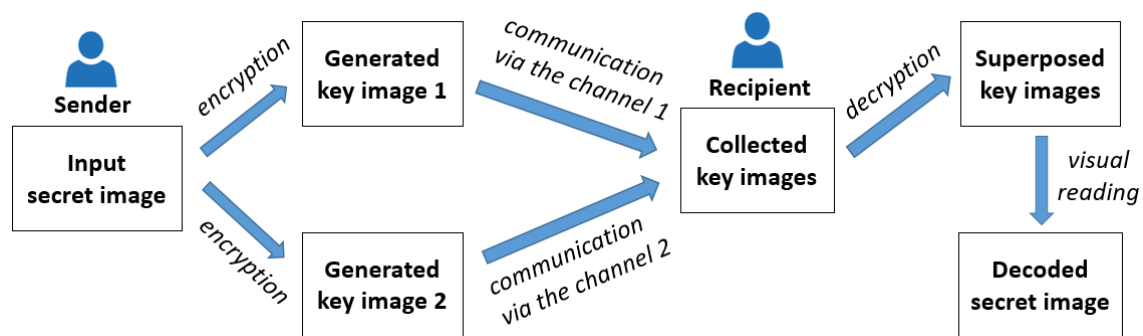 Sender
Input
secret image
encryption
encryption
Generated
key image 1
Generated
key image 2
communication
via the channel 1
communication
via the channel 2
Recipient
Collected
key images
decryption
Superposed
key images
visual
reading
Decoded
secret image